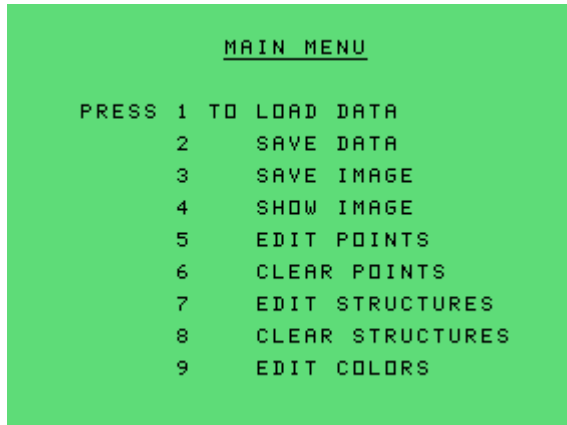 MAIN MENU
PRESS 1 TO LOAD DATA
2 SAVE DATA
3 SAVE IMAGE
4 SHOW IMAGE
5 EDIT POINTS
6 CLEAR POINTS
7 EDIT STRUCTURES
8 CLEAR STRUCTURES
9 EDIT COLORS